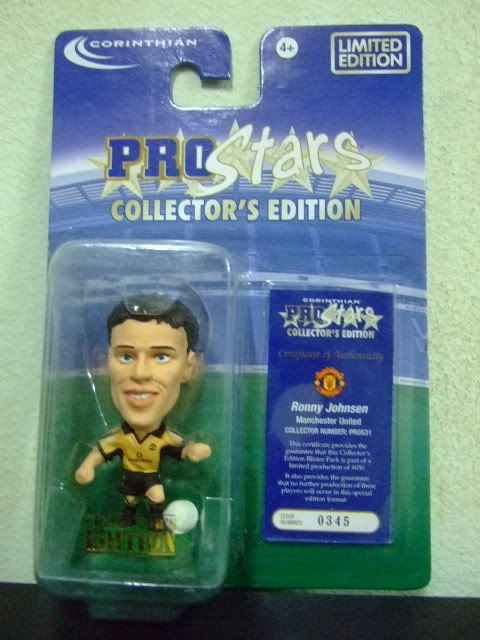 CORINTHIAN
4+
LIMITED
EDITION
PROStars
COLLECTOR'S EDITION
CORINTHIAN
PROStars
COLLECTOR'S EDITION
Certificate of Authenticity
Ronny Johnsen
Manchester United
COLLECTOR NUMBER: PRO531
This certificate provides the
guarantee that this Collector's
Edition Blister Pack is part of a
limited production of
It also provides the guarantee
that no further production of these
players will occur in this special
edition format.
ISSUE
NUMBER:
0345
COLLECTOR'S
EDITION